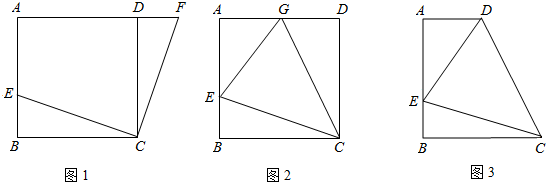 A D F A G D A D
E E E
B C B C B C
图1 图2 图3